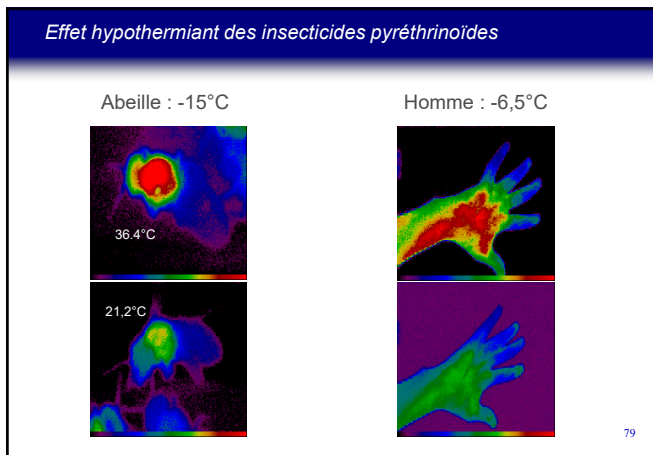 Effet hypothermiant des insecticides pyréthrinoïdes
Abeille : -15°C
Homme : -6,5°C
36.4°C
21,2°C
79